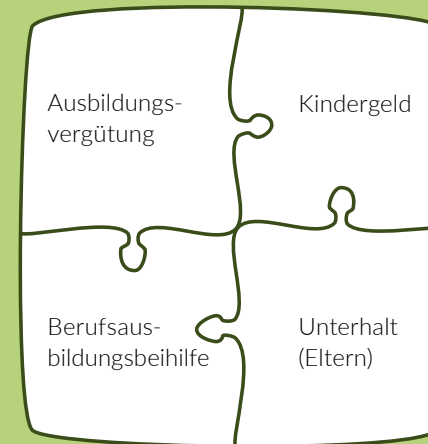 Ausbildungs-
vergütung
Kindergeld
Berufsaus-
bildungsbeihilfe
Unterhalt
(Eltern)